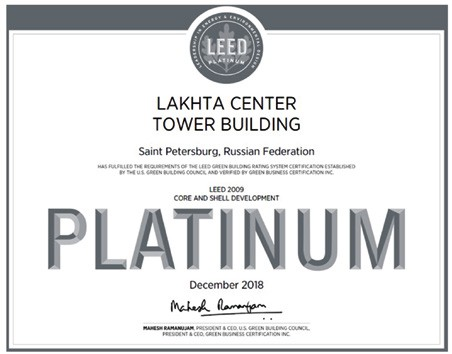 LEADERSHIP IN ENERGY & ENVIRONMENTAL DESIGN
LEED
PLATINUM
LAKHTA CENTER
TOWER BUILDING
Saint Petersburg, Russian Federation
HAS FULFILLED THE REQUIREMENTS OF THE LEED GREEN BUILDING RATING SYSTEM CERTIFICATION ESTABLISHED
BY THE U.S. GREEN BUILDING COUNCIL AND VERIFIED BY GREEN BUSINESS CERTIFICATION INC.
LEED 2009
CORE AND SHELL DEVELOPMENT
PLATINUM
December 2018
Mahesh Ramanujam
MAHESH RAMANUJAM, PRESIDENT & CEO, U.S. GREEN BUILDING COUNCIL,
PRESIDENT & CEO, GREEN BUSINESS CERTIFICATION INC.